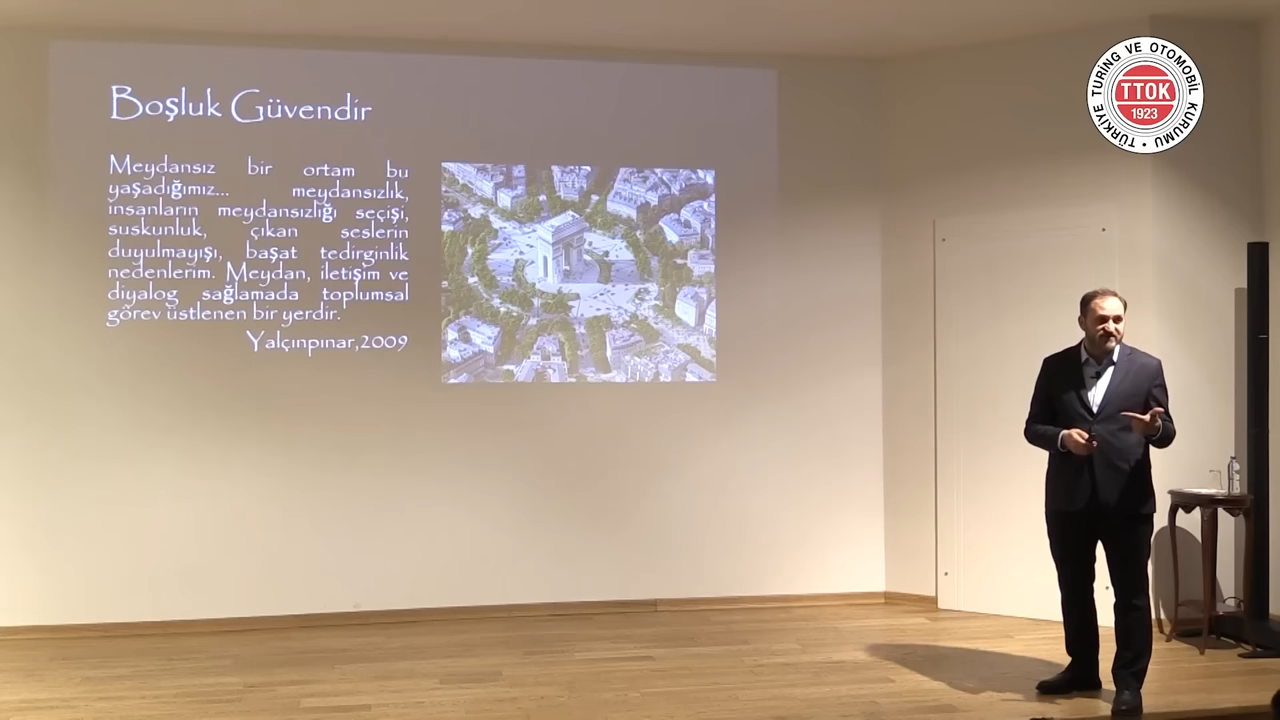 Boşluk Güvendir
Meydansız bir ortam bu
yaşadığımız... meydansızlık,
insanların meydansızlığı seçişi,
suskunluk, çıkan seslerin
duyulmayışı, başat tedirginlik
nedenlerim. Meydan, iletişim ve
diyalog sağlamada toplumsal
görev üstlenen bir yerdir.
Yalçınpınar,2009
TÜRKİYE TURİNG VE OTOMOBİL KURUMU
TTOK
1923